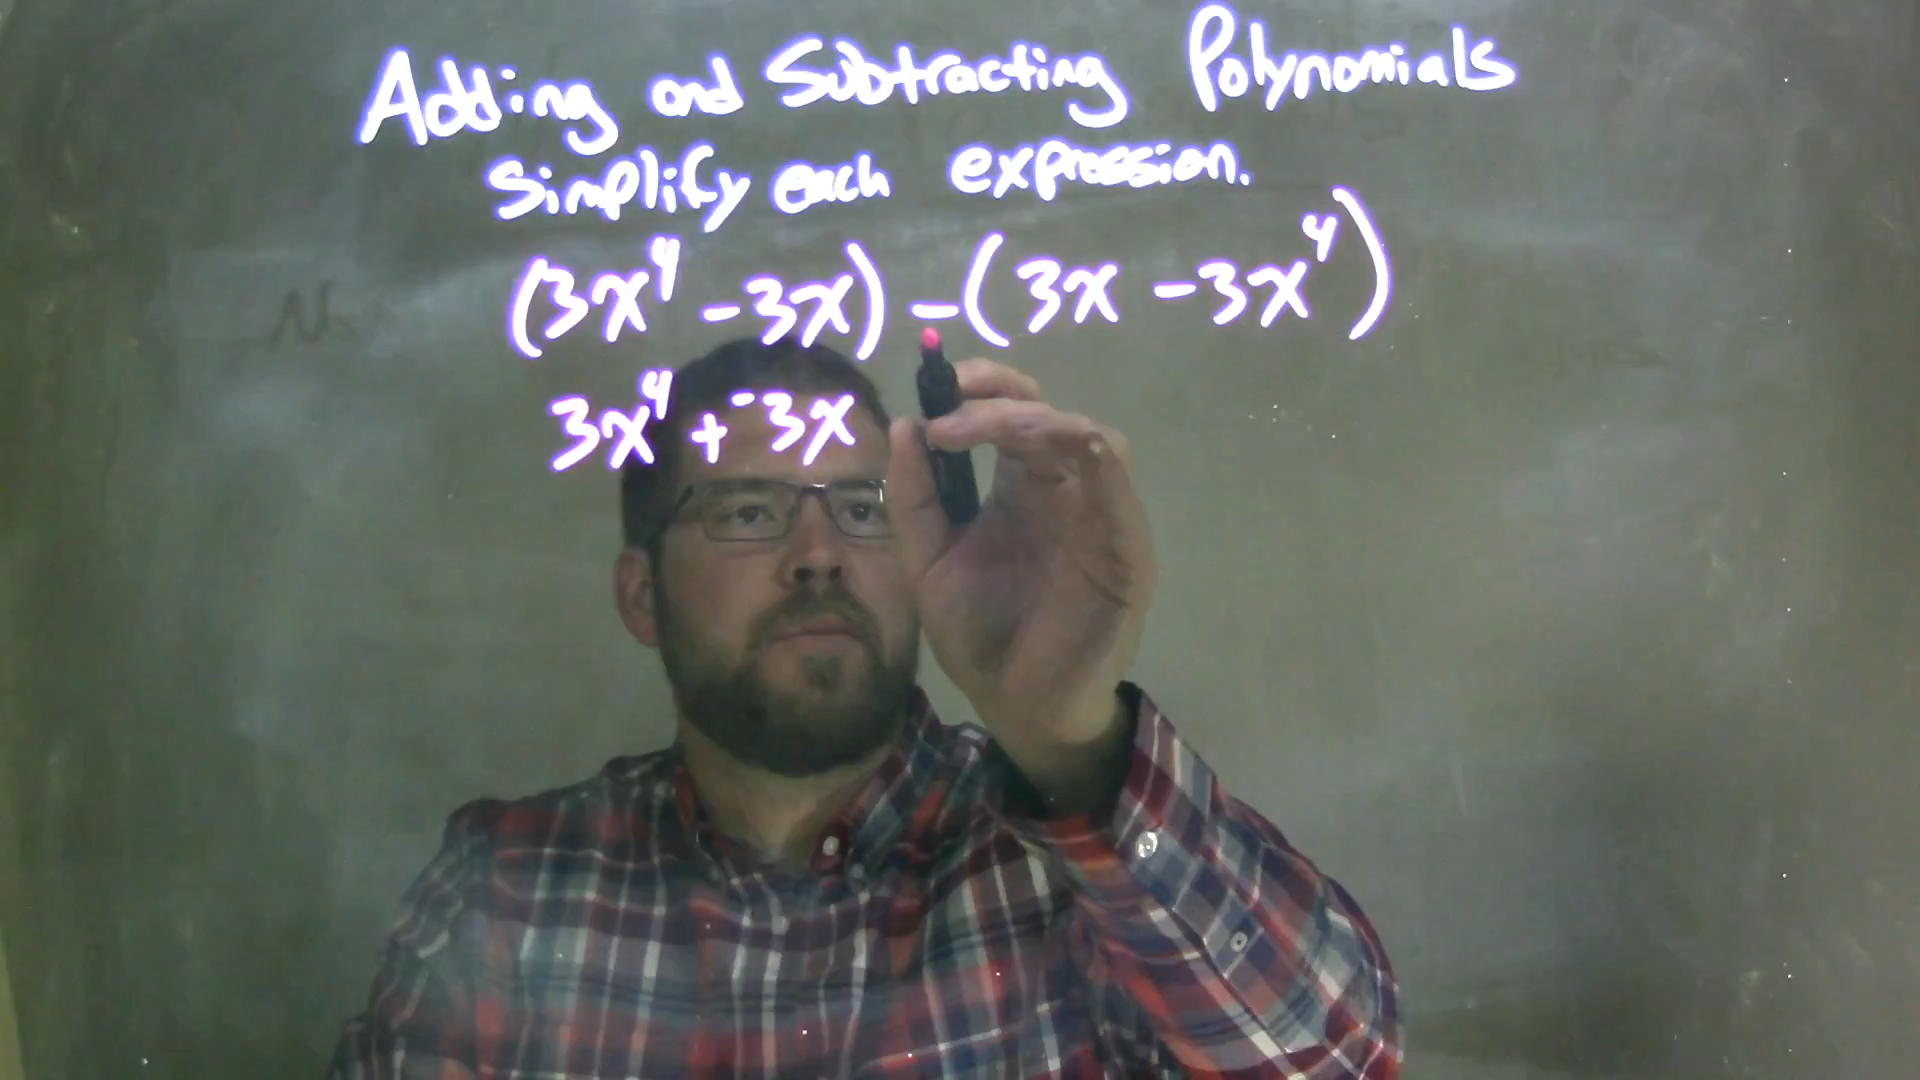 Adding and Subtracting Polynomials
Simplify each expression.
(3x⁴ - 3x) - (3x - 3x⁴)
3x⁴ + ⁻3x